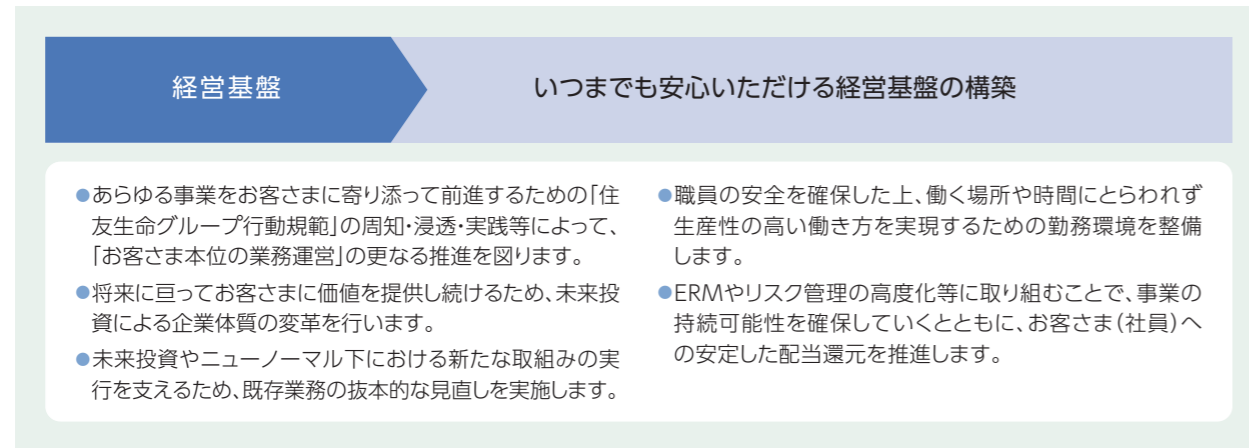 経営基盤
いつまでも安心いただける経営基盤の構築
●あらゆる事業をお客さまに寄り添って前進するための「住
友生命グループ行動規範」の周知・浸透・実践等によって、
「お客さま本位の業務運営」の更なる推進を図ります。
●将来に亘ってお客さまに価値を提供し続けるため、未来投
資による企業体質の変革を行います。
●未来投資やニューノーマル下における新たな取組みの実
行を支えるため、既存業務の抜本的な見直しを実施します。
●職員の安全を確保した上、働く場所や時間にとらわれず
生産性の高い働き方を実現するための勤務環境を整備
します。
●ERMやリスク管理の高度化等に取り組むことで、事業の
持続可能性を確保していくとともに、お客さま（社員）へ
の安定した配当還元を推進します。